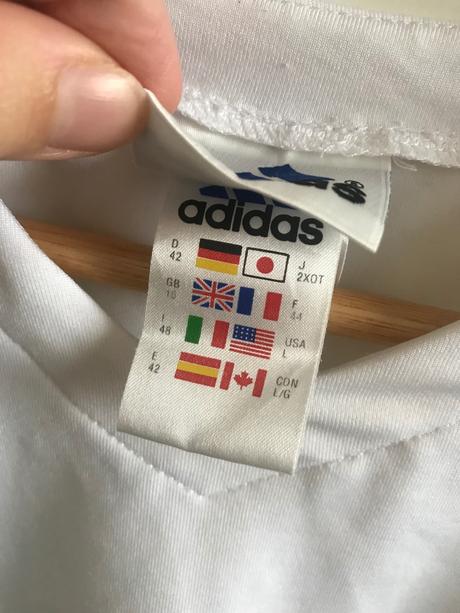 adidas
D J
42 2XOT
GB F
16 44
I USA
48 L
E CDN
42 L/G